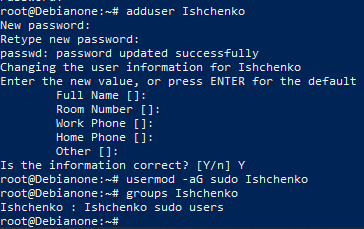 root@Debianone:~# adduser Ishchenko
New password:
Retype new password:
passwd: password updated successfully
Changing the user information for Ishchenko
Enter the new value, or press ENTER for the default
        Full Name []:
        Room Number []:
        Work Phone []:
        Home Phone []:
        Other []:
Is the information correct? [Y/n] Y
root@Debianone:~# usermod -aG sudo Ishchenko
root@Debianone:~# groups Ishchenko
Ishchenko : Ishchenko sudo users
root@Debianone:~#